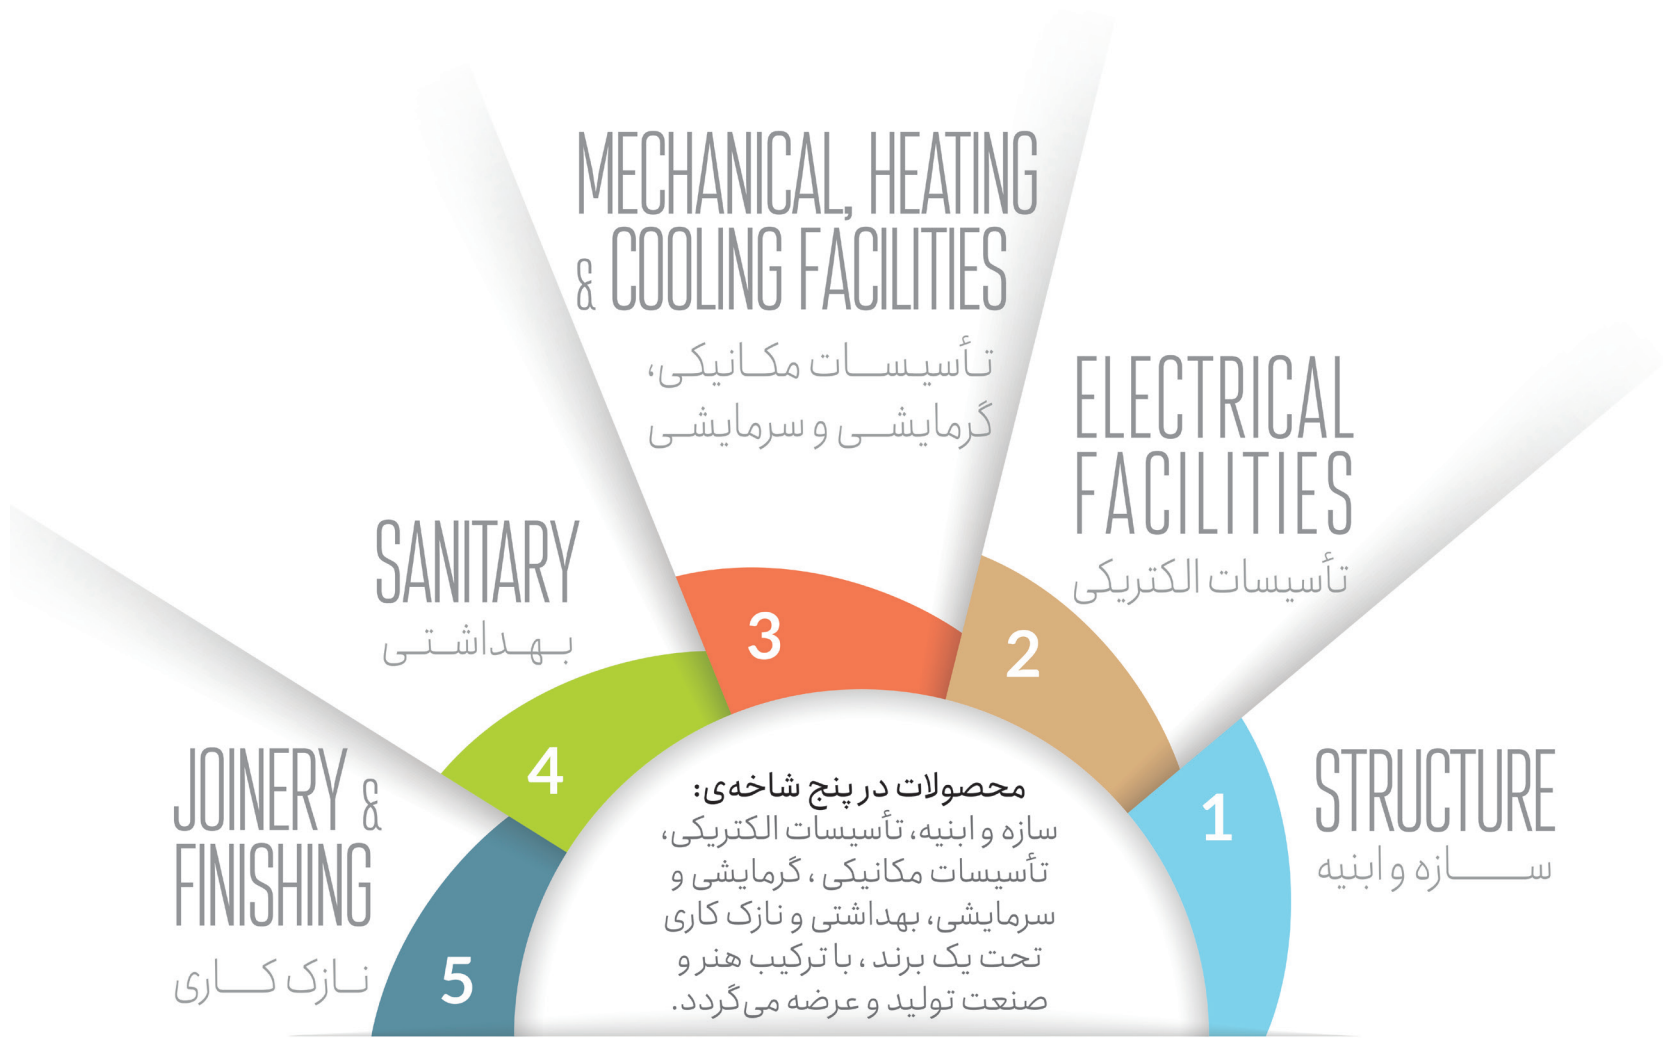 MECHANICAL, HEATING
& COOLING FACILITIES
تأسیسات مکانیکی،
گرمایشی و سرمایشی
ELECTRICAL
FACILITIES
تأسیسات الکتریکی
SANITARY
بهداشتی
STRUCTURE
سازه و ابنیه
JOINERY &
FINISHING
نازک کاری
1
2
3
4
5
محصولات در پنج شاخه‌ی:
سازه و ابنیه، تأسیسات الکتریکی،
تأسیسات مکانیکی ، گرمایشی و
سرمایشی، بهداشتی و نازک کاری
تحت یک برند ، با ترکیب هنر و
صنعت تولید و عرضه می‌گردد.